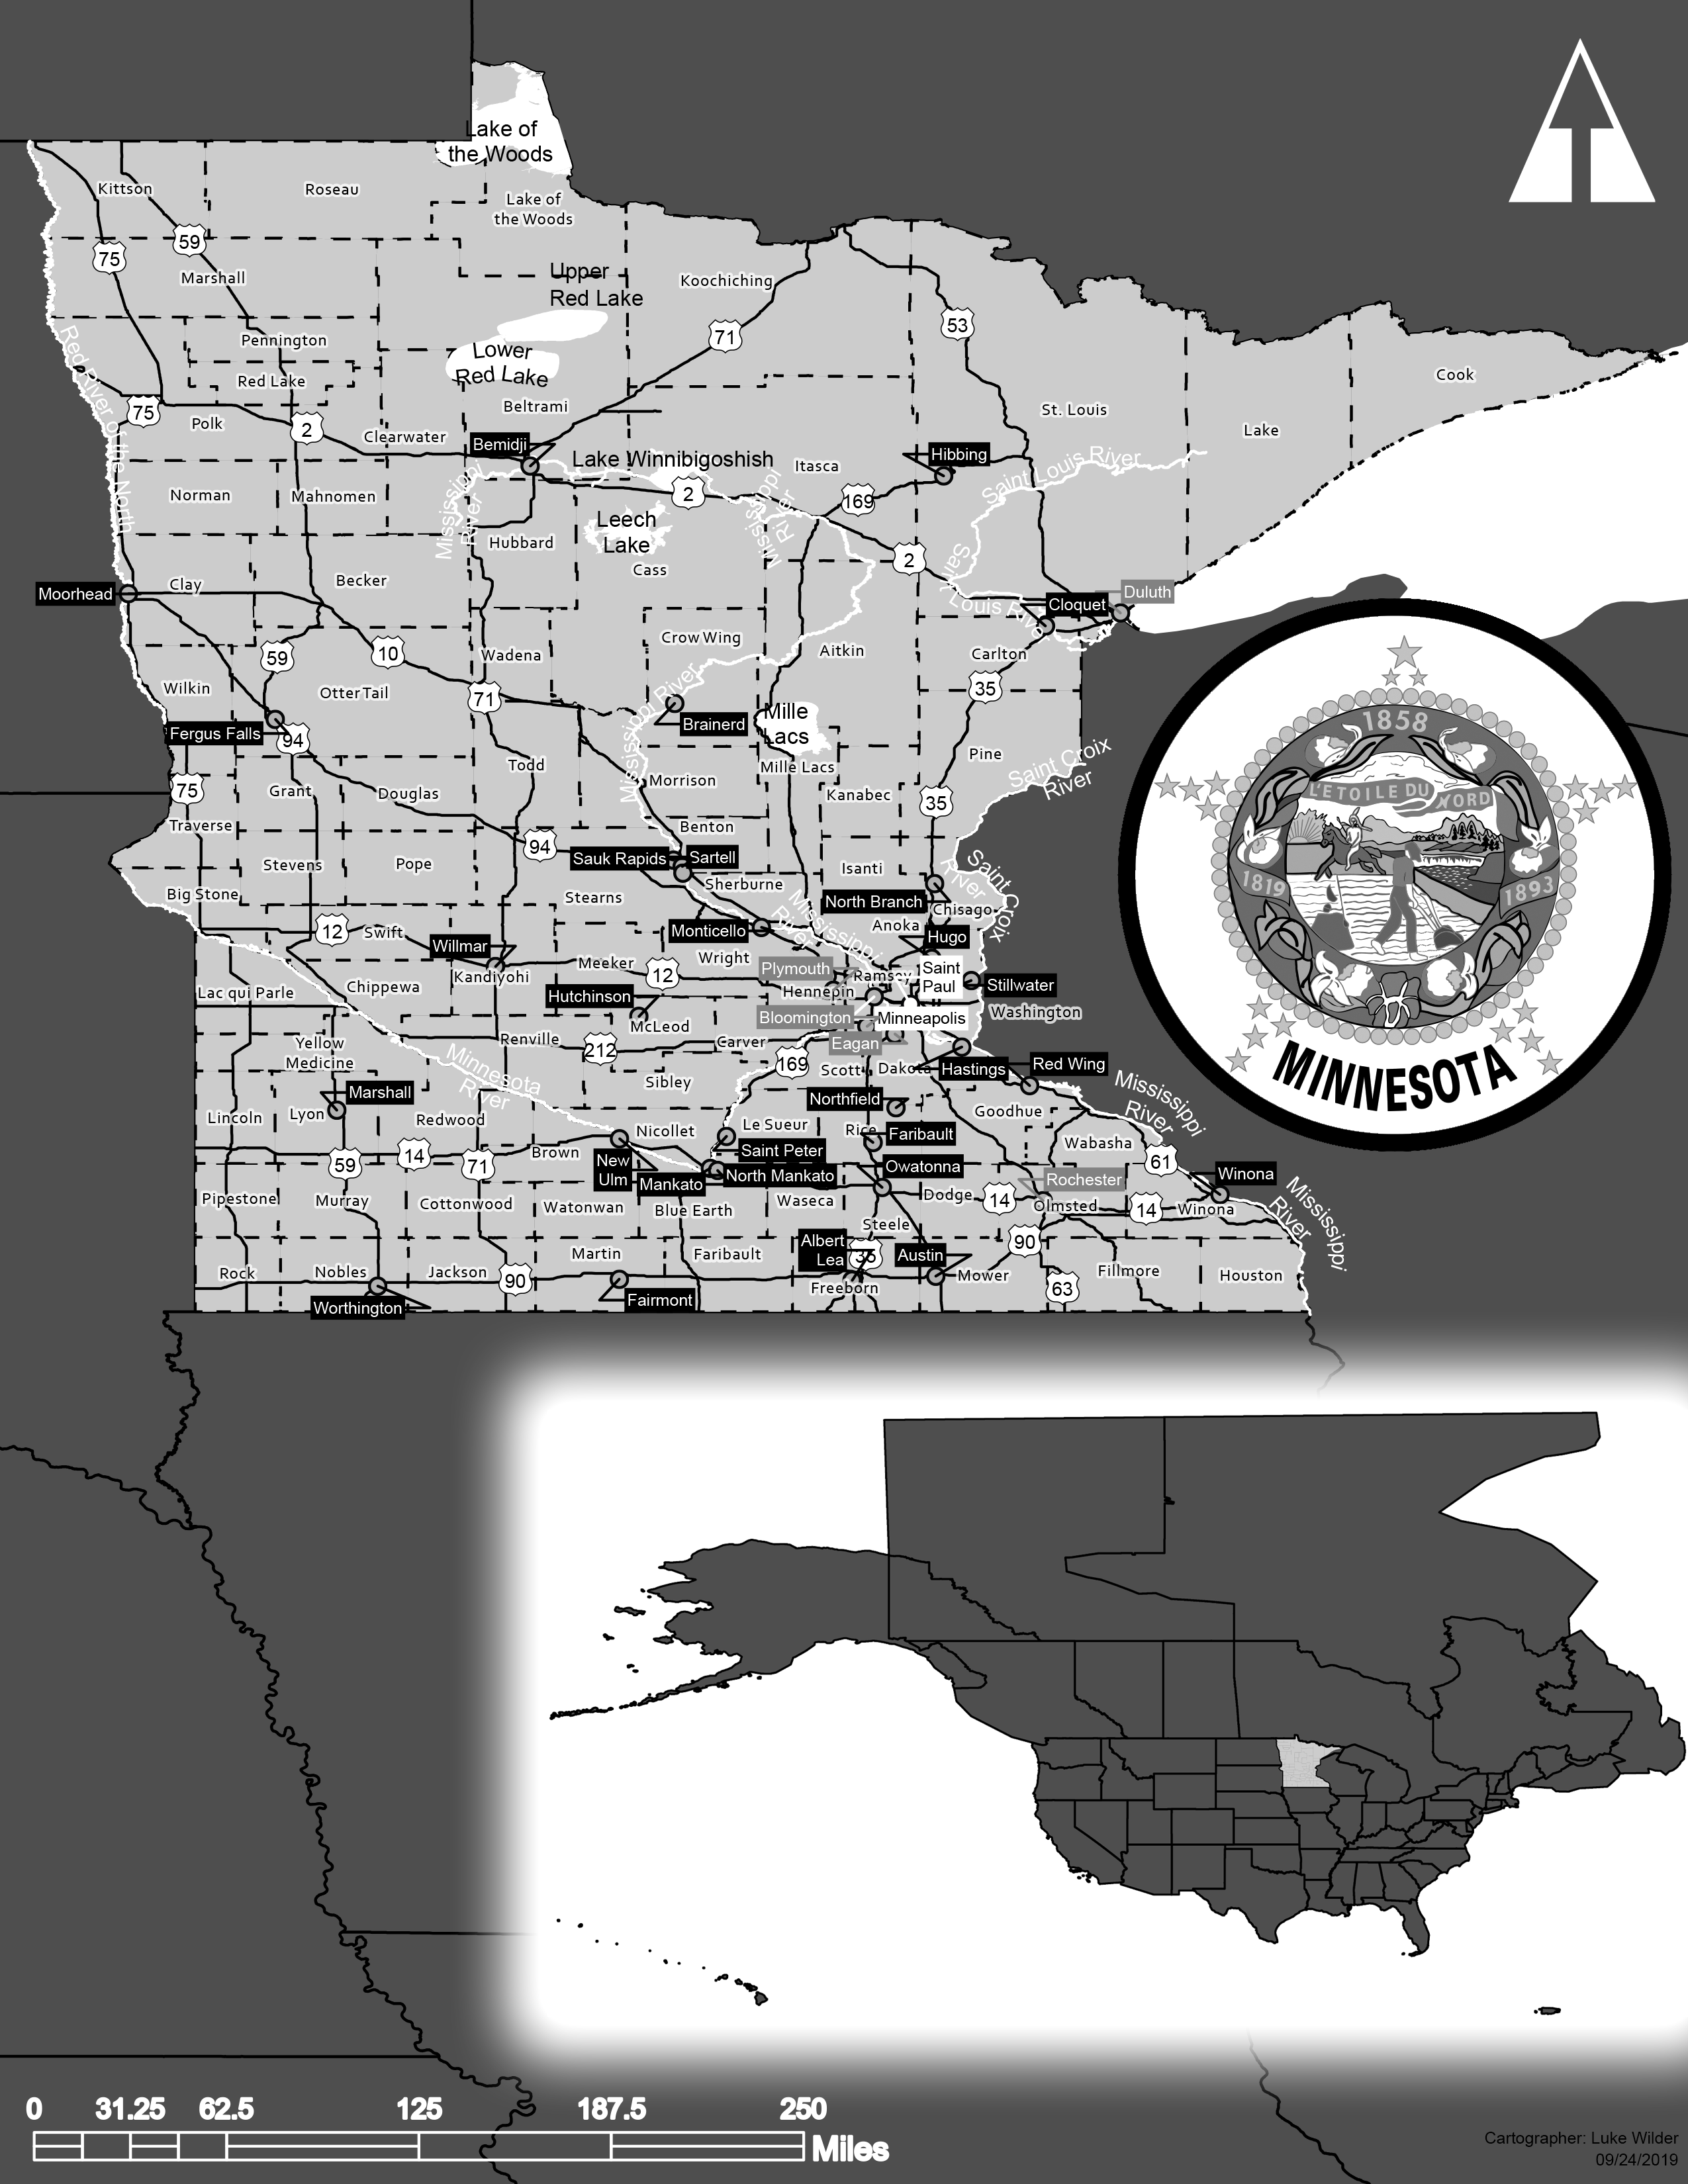 Lake of
the Woods
Kittson
Roseau
Lake of
the Woods
59
75
Marshall
Upper
Red Lake
Koochiching
71
53
Pennington
Lower
Red Lake
Red Lake
Cook
Red River of the North
75
Polk
2
Clearwater
Beltrami
St. Louis
Lake
Bemidji
Lake Winnibigoshish
Itasca
Hibbing
Saint Louis River
Norman
Mahnomen
Mississippi
River
2
Mississippi
River
169
Leech
Lake
Hubbard
Cass
2
Saint
Louis River
Moorhead
Clay
Becker
Cloquet
Duluth
Crow Wing
Aitkin
Carlton
59
10
Wadena
35
Wilkin
Otter Tail
71
Mississippi River
Brainerd
Mille
Lacs
Fergus Falls
94
Pine
Saint Croix
River
Todd
Morrison
Mille Lacs
75
Grant
Douglas
Kanabec
35
Traverse
Benton
94
Sauk Rapids
Sartell
Stevens
Pope
Isanti
Saint Croix
River
Big Stone
Stearns
Sherburne
North Branch
Chisago
Mississippi
River
12
Swift
Willmar
Monticello
Anoka
Hugo
Kandiyohi
Meeker
12
Wright
Plymouth
Ramsey
Saint
Paul
Stillwater
Lac qui Parle
Chippewa
Hutchinson
Hennepin
Bloomington
Minneapolis
Washington
McLeod
Yellow
Medicine
Renville
212
Carver
Eagan
Minnesota
River
169
Scott
Dakota
Hastings
Red Wing
Sibley
Marshall
Lincoln
Lyon
Redwood
Northfield
Goodhue
Mississippi
River
Nicollet
Le Sueur
Rice
Faribault
Wabasha
59
14
71
Brown
New
Ulm
Saint Peter
Mankato
North Mankato
Owatonna
61
Winona
Rochester
Pipestone
Murray
Cottonwood
Watonwan
Blue Earth
Waseca
Dodge
14
Olmsted
14
Winona
Mississippi
River
Steele
Rock
Nobles
Jackson
90
Martin
Faribault
Albert
Lea
35
Austin
90
Freeborn
Mower
63
Fillmore
Houston
Worthington
Fairmont
1858
L'ETOILE DU NORD
1819
1893
MINNESOTA
0 31.25 62.5 125 187.5 250
Miles
Cartographer: Luke Wilder
09/24/2019